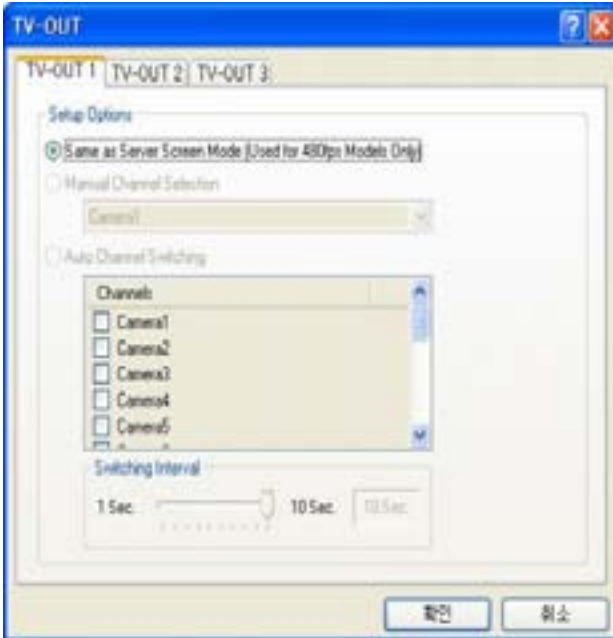 TV-OUT
TV-OUT 1 TV-OUT 2 TV-OUT 3
Setup Options
Same as Server Screen Mode (Used for 480fps Models Only)
Manual Channel Selection
Camera1
Auto Channel Switching
Channels
Camera1
Camera2
Camera3
Camera4
Camera5
Switching Interval
1 Sec. 10 Sec. 10 Sec.
확인 취소